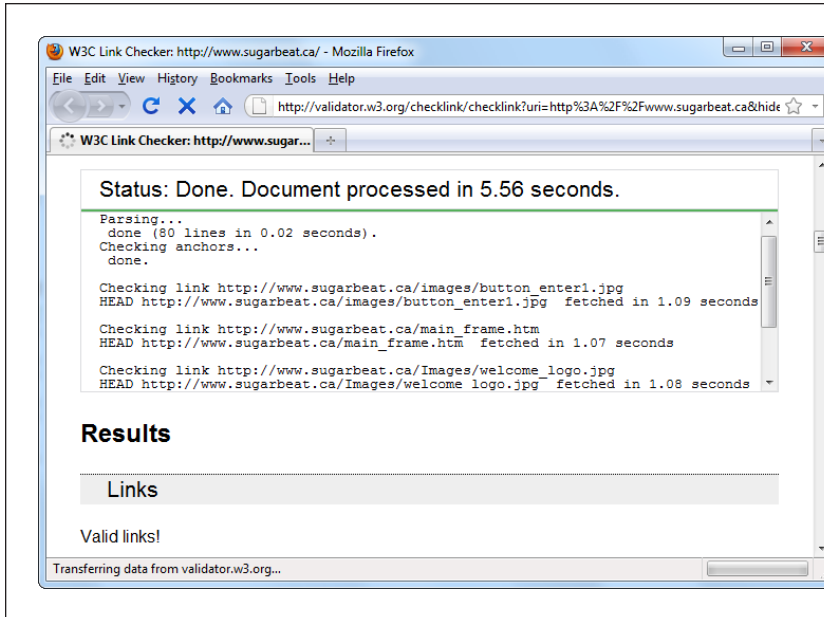 W3C Link Checker: http://www.sugarbeat.ca/ - Mozilla Firefox
File Edit View History Bookmarks Tools Help
http://validator.w3.org/checklink/checklink?uri=http%3A%2F%2Fwww.sugarbeat.ca&hide
W3C Link Checker: http://www.sugar...
Status: Done. Document processed in 5.56 seconds.
Parsing...
done (80 lines in 0.02 seconds).
Checking anchors...
done.
Checking link http://www.sugarbeat.ca/images/button_enter1.jpg
HEAD http://www.sugarbeat.ca/images/button_enter1.jpg fetched in 1.09 seconds
Checking link http://www.sugarbeat.ca/main_frame.htm
HEAD http://www.sugarbeat.ca/main_frame.htm fetched in 1.07 seconds
Checking link http://www.sugarbeat.ca/Images/welcome_logo.jpg
HEAD http://www.sugarbeat.ca/Images/welcome_logo.jpg fetched in 1.08 seconds
Results
Links
Valid links!
Transferring data from validator.w3.org...